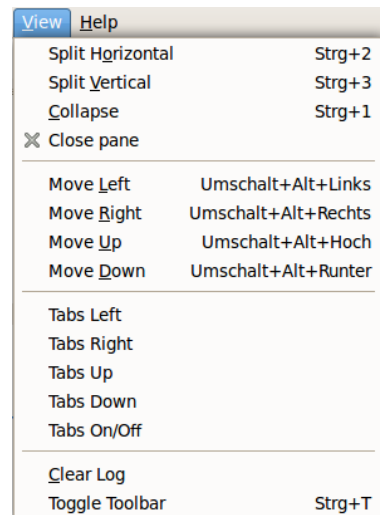 View Help
Split Horizontal Strg+2
Split Vertical Strg+3
Collapse Strg+1
Close pane
Move Left Umschalt+Alt+Links
Move Right Umschalt+Alt+Rechts
Move Up Umschalt+Alt+Hoch
Move Down Umschalt+Alt+Runter
Tabs Left
Tabs Right
Tabs Up
Tabs Down
Tabs On/Off
Clear Log
Toggle Toolbar Strg+T